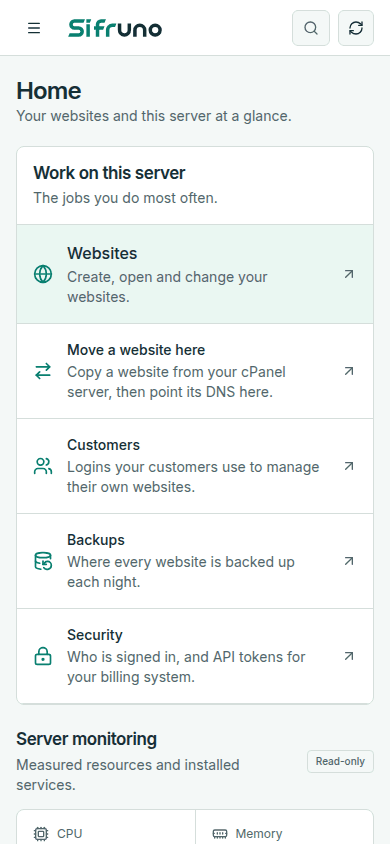 Sifruno
Home
Your websites and this server at a glance.
Work on this server
The jobs you do most often.
Websites
Create, open and change your
websites.
Move a website here
Copy a website from your cPanel
server, then point its DNS here.
Customers
Logins your customers use to manage
their own websites.
Backups
Where every website is backed up
each night.
Security
Who is signed in, and API tokens for
your billing system.
Server monitoring
Measured resources and installed
services.
Read-only
CPU
Memory